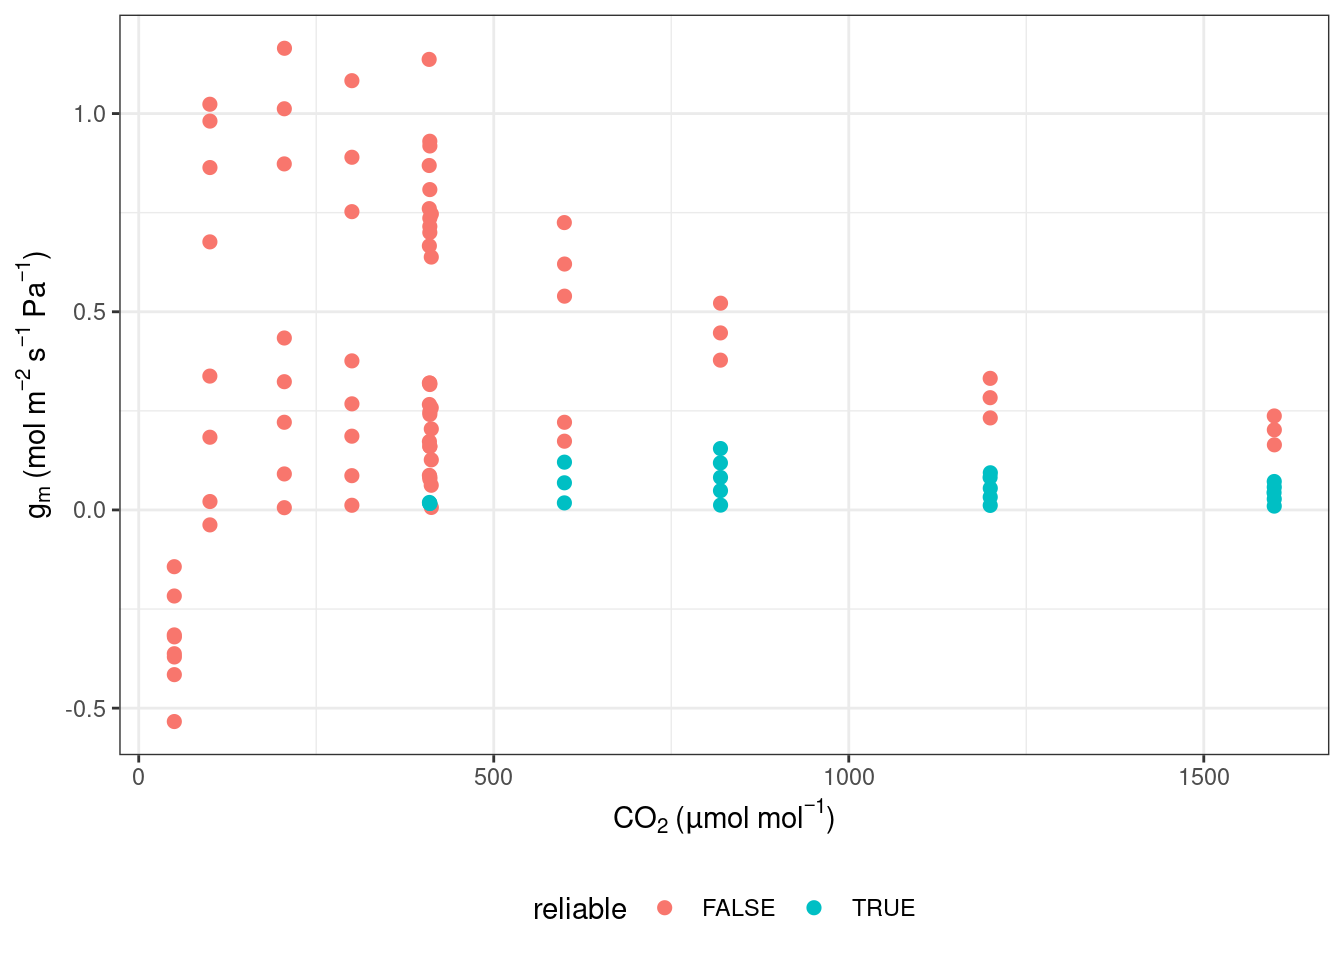 1.0
0.5
0.0
-0.5
gₘ (mol m⁻² s⁻¹ Pa⁻¹)
0 500 1000 1500
CO₂ (µmol mol⁻¹)
reliable FALSE TRUE